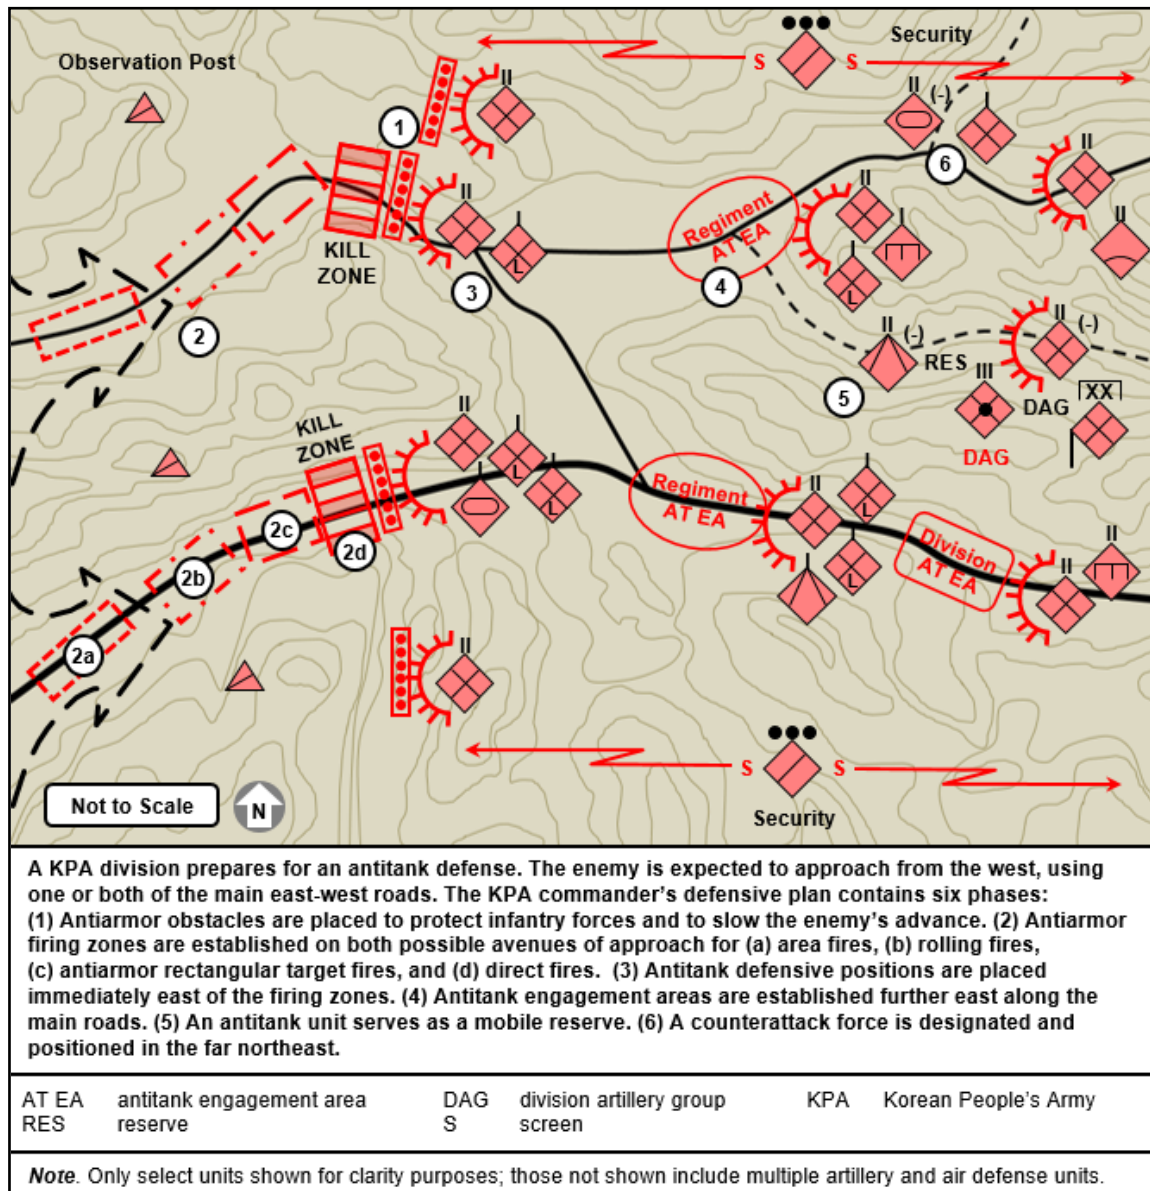 Observation Post
Security
S
S
II
II (-)
I
1
6
II
II
KILL
ZONE
II
I
L
3
Regiment
AT EA
4
II
I
I
L
II
2
II (-)
RES
5
II (-)
III
DAG
DAG
XX
KILL
ZONE
II
I
L
I
I
L
2c
2d
2b
2a
Regiment
AT EA
II
I
L
I
I
L
Division
AT EA
II
II
II
S
S
Security
Not to Scale
N
A KPA division prepares for an antitank defense. The enemy is expected to approach from the west, using
one or both of the main east-west roads. The KPA commander's defensive plan contains six phases:
(1) Antiarmor obstacles are placed to protect infantry forces and to slow the enemy's advance. (2) Antiarmor
firing zones are established on both possible avenues of approach for (a) area fires, (b) rolling fires,
(c) antiarmor rectangular target fires, and (d) direct fires. (3) Antitank defensive positions are placed
immediately east of the firing zones. (4) Antitank engagement areas are established further east along the
main roads. (5) An antitank unit serves as a mobile reserve. (6) A counterattack force is designated and
positioned in the far northeast.
AT EA antitank engagement area DAG division artillery group KPA Korean People's Army
RES reserve S screen
Note. Only select units shown for clarity purposes; those not shown include multiple artillery and air defense units.